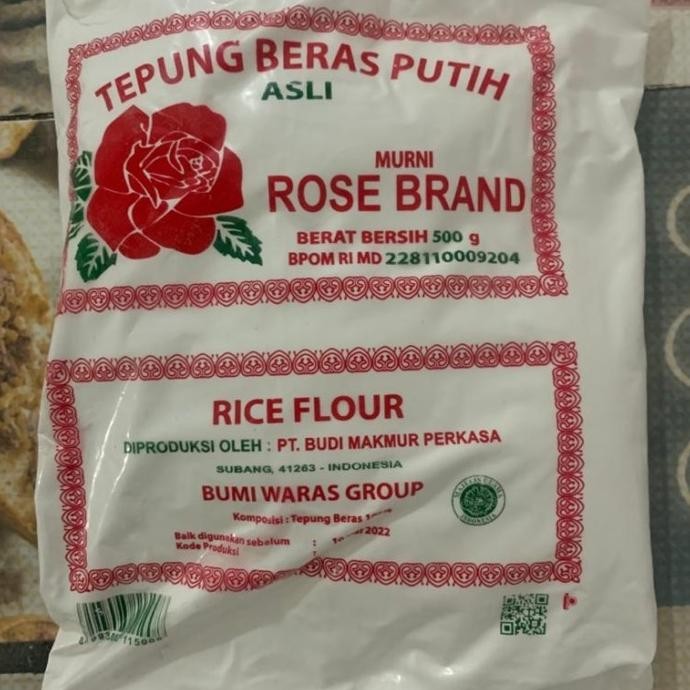 TEPUNG BERAS PUTIH
ASLI
MURNI
ROSE BRAND
BERAT BERSIH 500 g
BPOM RI MD 228110009204
RICE FLOUR
DIPRODUKSI OLEH : PT. BUDI MAKMUR PERKASA
SUBANG, 41263 - INDONESIA
BUMI WARAS GROUP
Komposisi : Tepung Beras
Baik digunakan sebelum :
Kode Produksi :